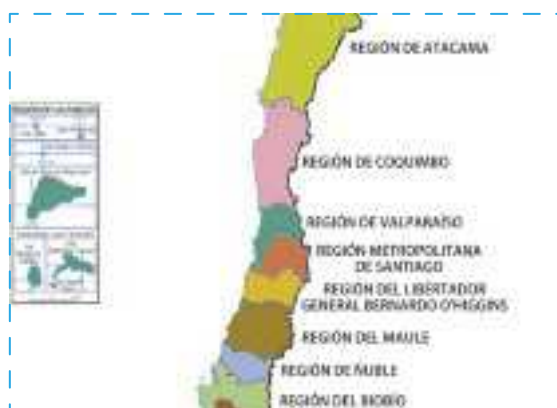 REGIÓN DE ATACAMA
REGIÓN DE COQUIMBO
REGIÓN DE VALPARAÍSO
REGIÓN METROPOLITANA
DE SANTIAGO
REGIÓN DEL LIBERTADOR
GENERAL BERNARDO O'HIGGINS
REGIÓN DEL MAULE
REGIÓN DE ÑUBLE
REGIÓN DEL BIOBÍO